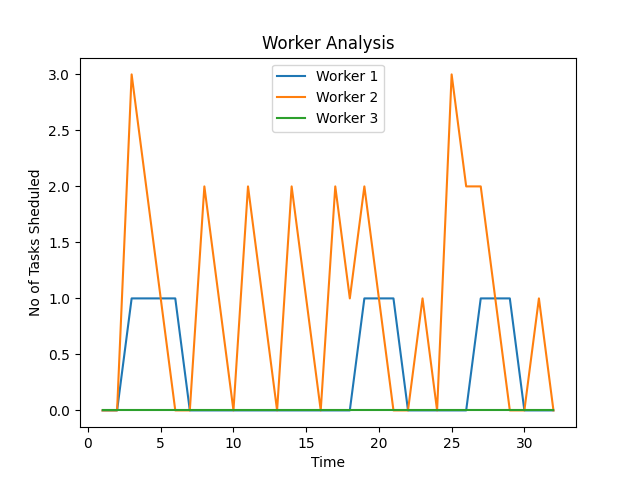 Worker Analysis
Worker 1
Worker 2
Worker 3
3.0
2.5
2.0
1.5
1.0
0.5
0.0
No of Tasks Sheduled
0 5 10 15 20 25 30
Time